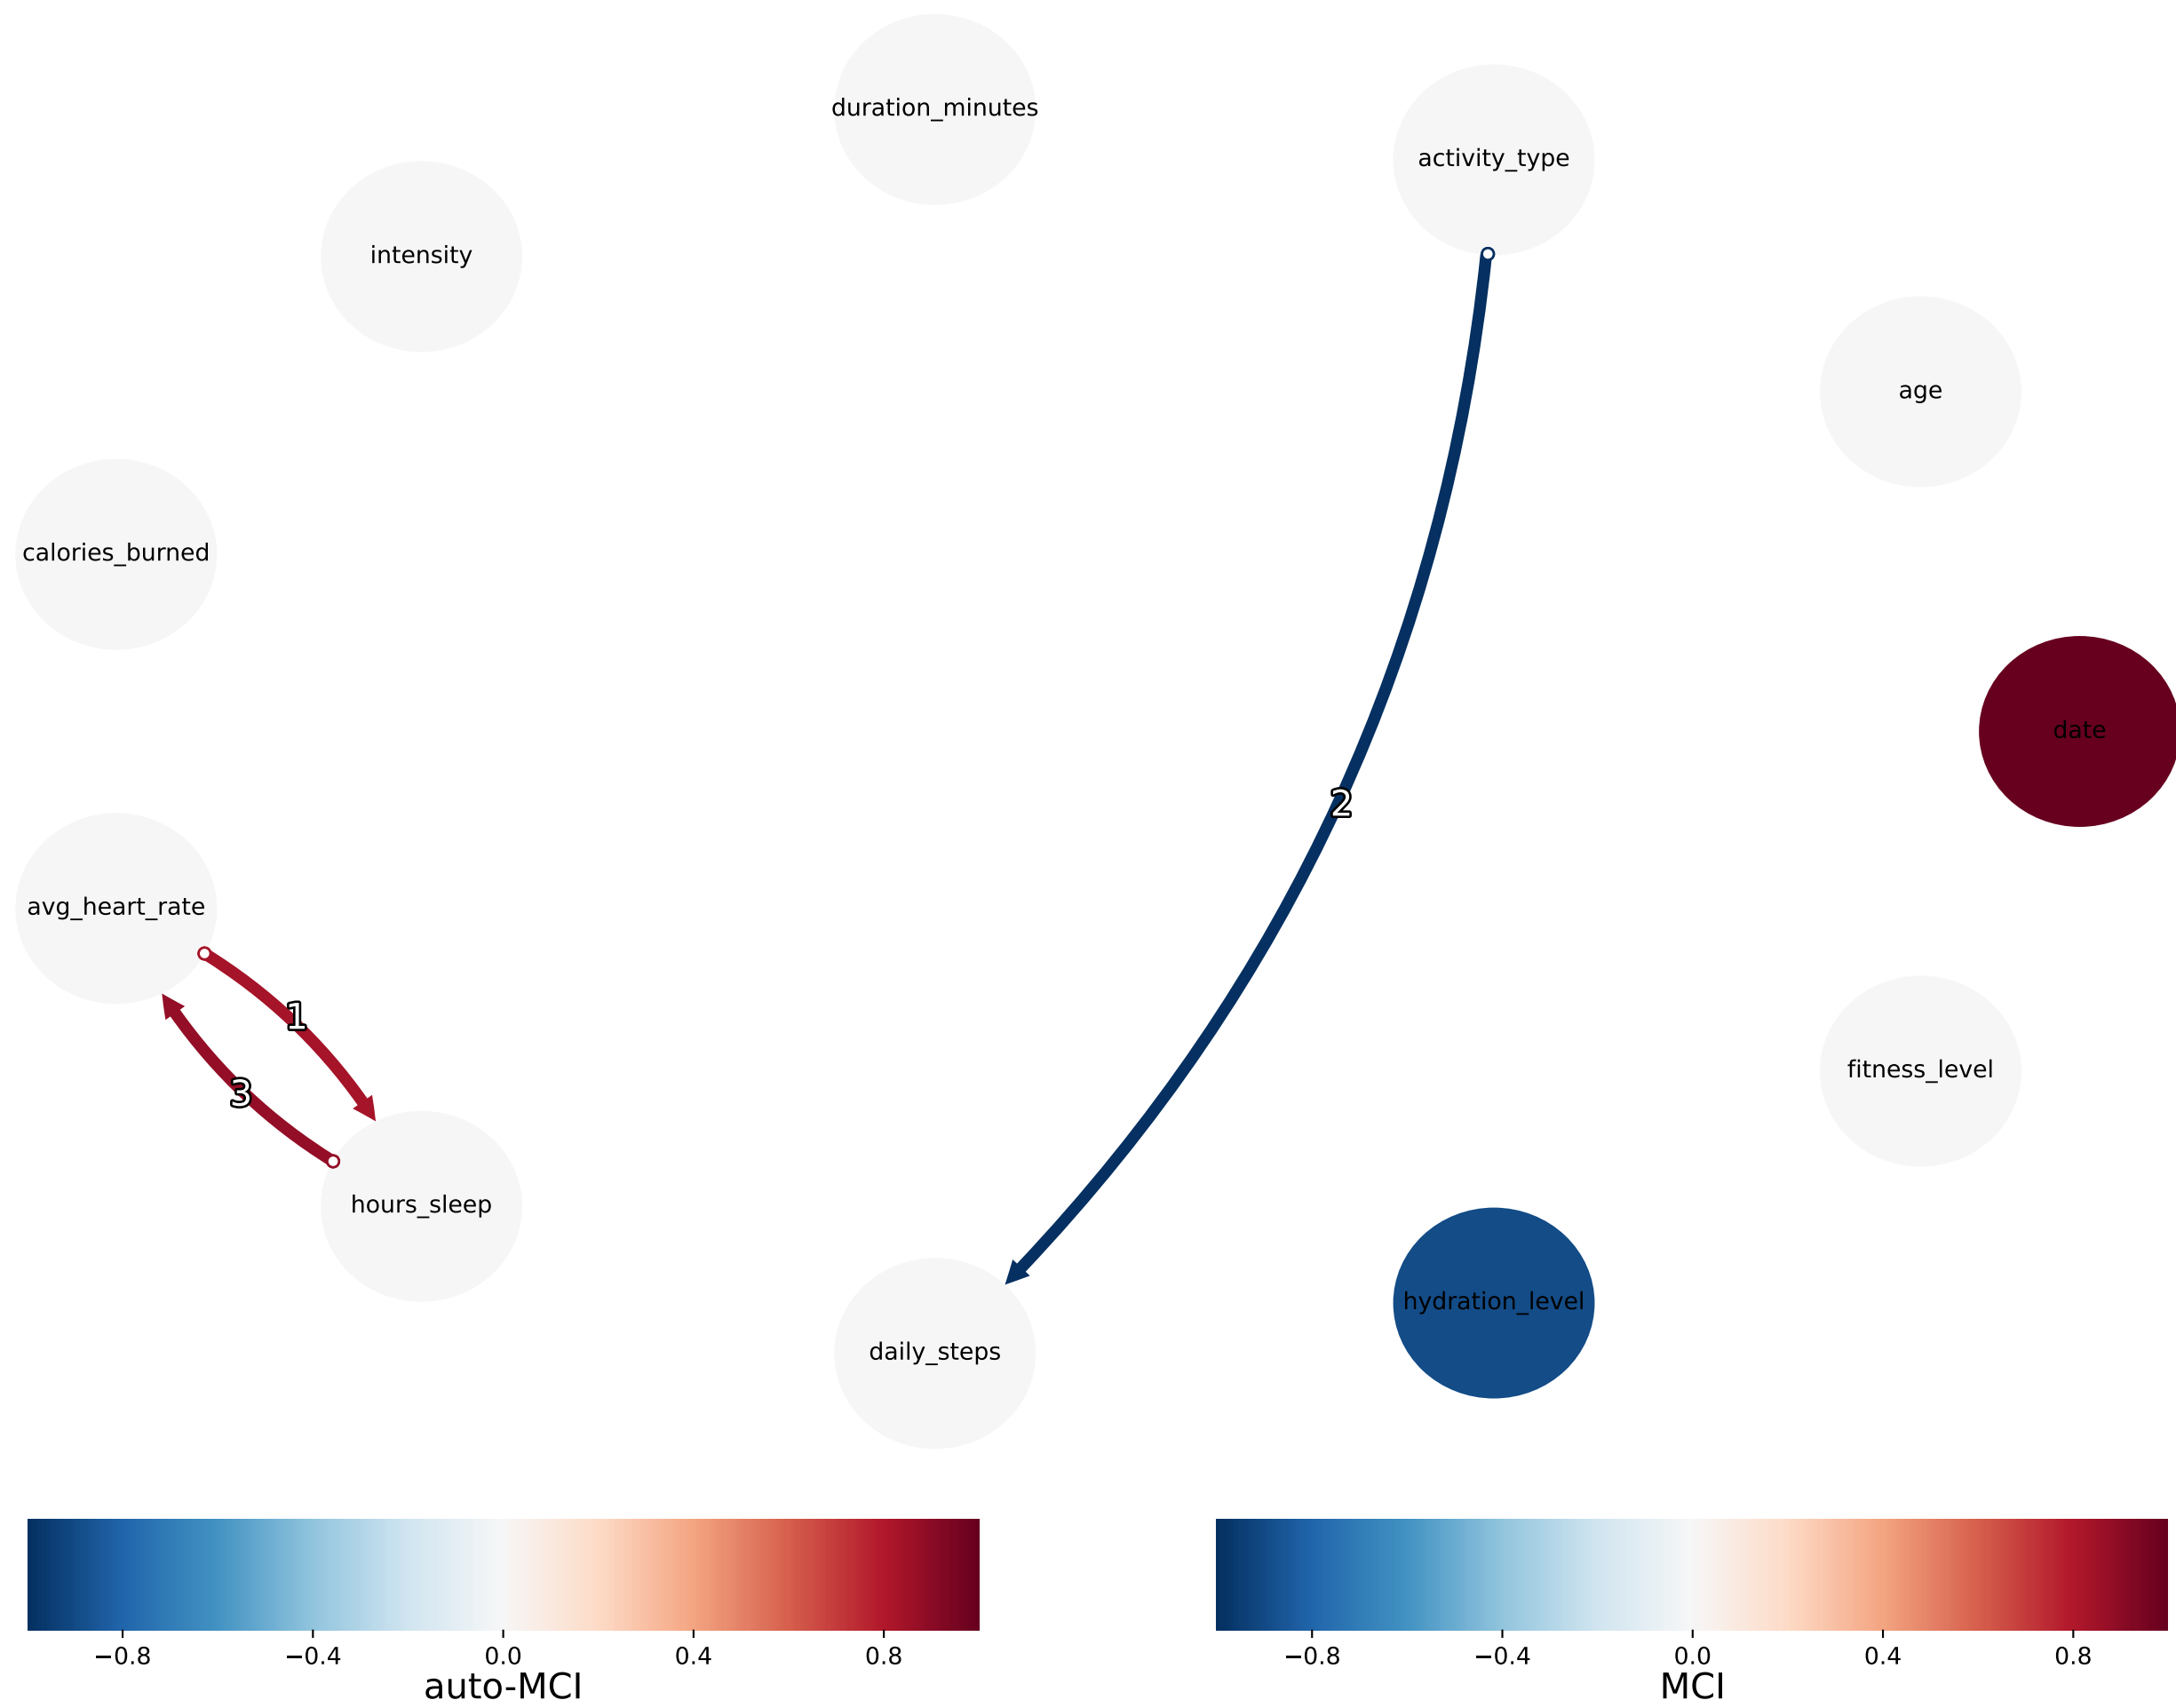 duration_minutes
activity_type
intensity
age
calories_burned
date
2
avg_heart_rate
1
3
fitness_level
hours_sleep
hydration_level
daily_steps
−0.8 −0.4 0.0 0.4 0.8
auto-MCI
−0.8 −0.4 0.0 0.4 0.8
MCI